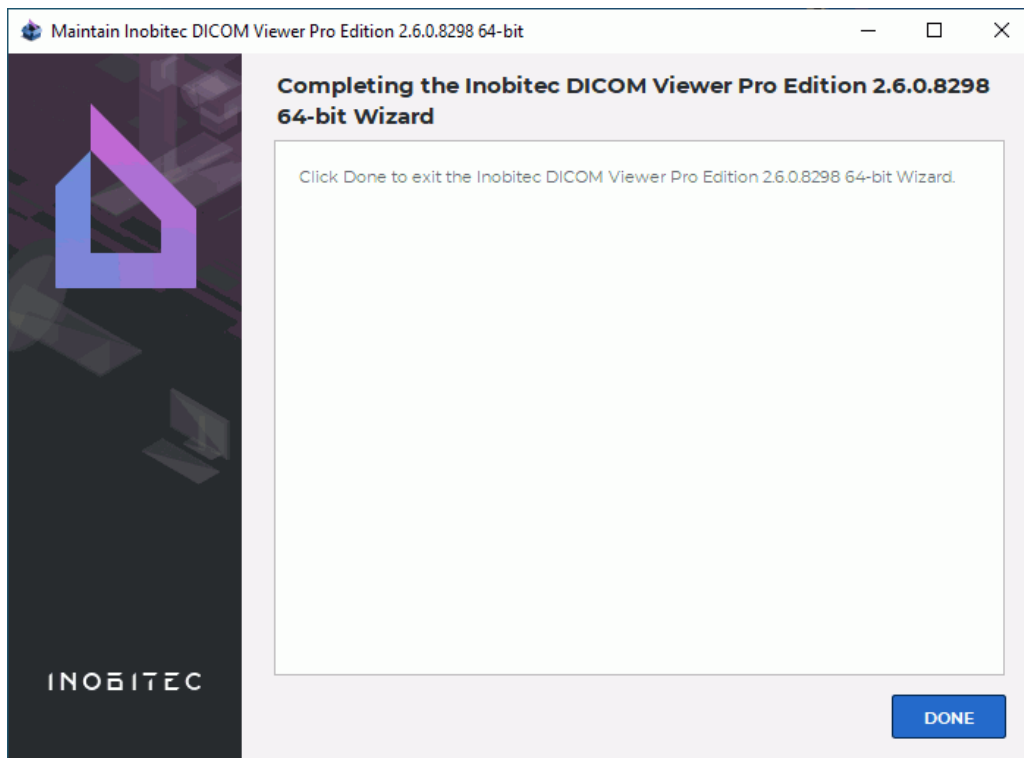 Maintain Inobitec DICOM Viewer Pro Edition 2.6.0.8298 64-bit
Completing the Inobitec DICOM Viewer Pro Edition 2.6.0.8298
64-bit Wizard
Click Done to exit the Inobitec DICOM Viewer Pro Edition 2.6.0.8298 64-bit Wizard.
INOBITEC
DONE